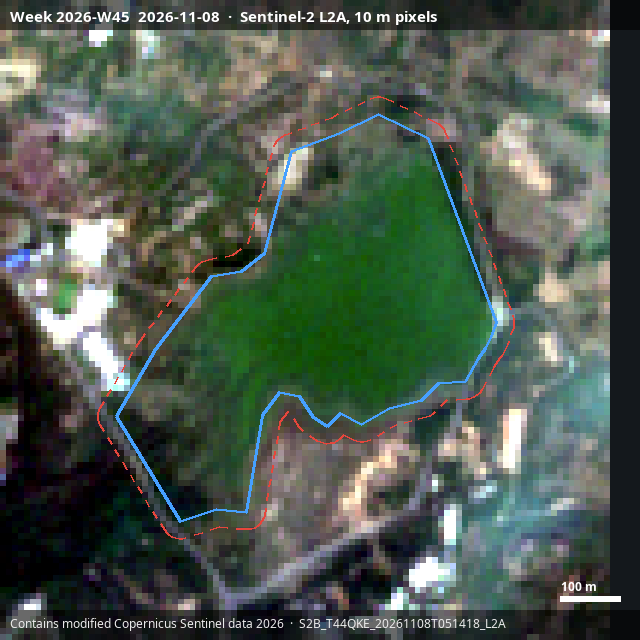 Week 2026-W45 2026-11-08 · Sentinel-2 L2A, 10 m pixels
100 m
Contains modified Copernicus Sentinel data 2026 · S2B_T44QKE_20261108T051418_L2A